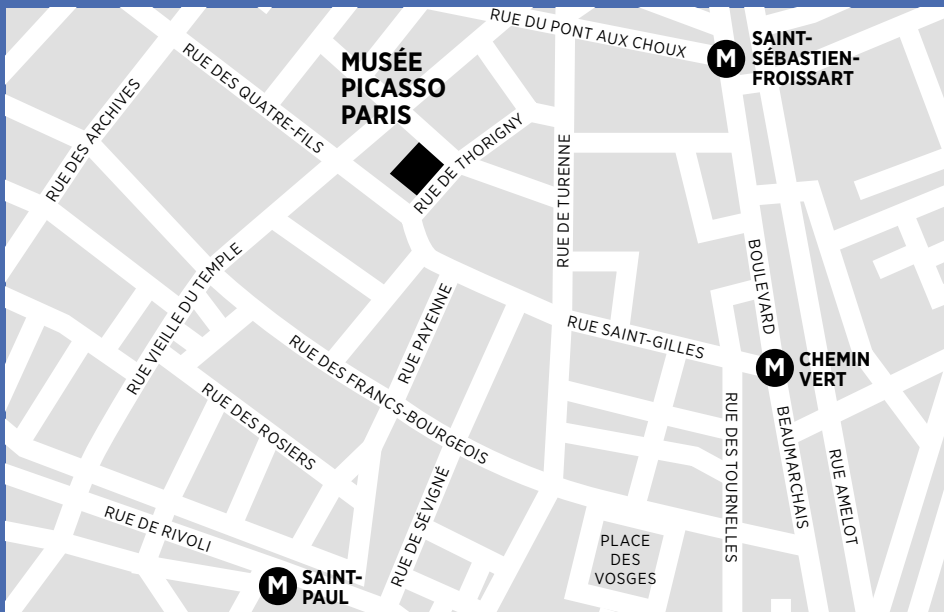 RUE DU PONT AUX CHOUX
M
SAINT-
SÉBASTIEN-
FROISSART
MUSÉE
PICASSO
PARIS
RUE DES QUATRE-FILS
RUE DES ARCHIVES
RUE DE THORIGNY
RUE DE TURENNE
RUE VIEILLE DU TEMPLE
BOULEVARD
RUE PAYENNE
RUE SAINT-GILLES
M
CHEMIN
VERT
RUE DES FRANCS-BOURGEOIS
RUE DES ROSIERS
RUE DES TOURNELLES
BEAUMARCHAIS
RUE AMELOT
RUE DE SÉVIGNÉ
RUE DE RIVOLI
PLACE
DES
VOSGES
M
SAINT-
PAUL